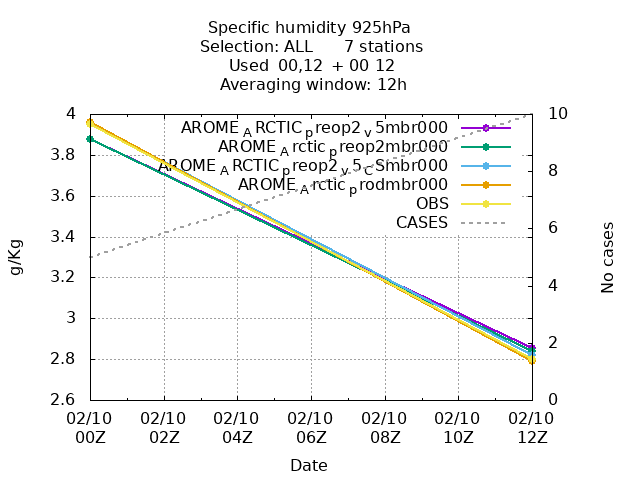 Specific humidity 925hPa
Selection: ALL 7 stations
Used 00,12 + 00 12
Averaging window: 12h
4
3.8
3.6
3.4
3.2
3
2.8
2.6
g/Kg
10
8
6
4
2
0
No cases
AROME_ARCTIC_preop2_v5mbr000
AROME_Arctic_preop2mbr000
AROME_ARCTIC_preop2_v5_CSmbr000
AROME_Arctic_prodmbr000
OBS
CASES
02/10 02/10 02/10 02/10 02/10 02/10 02/10
00Z 02Z 04Z 06Z 08Z 10Z 12Z
Date